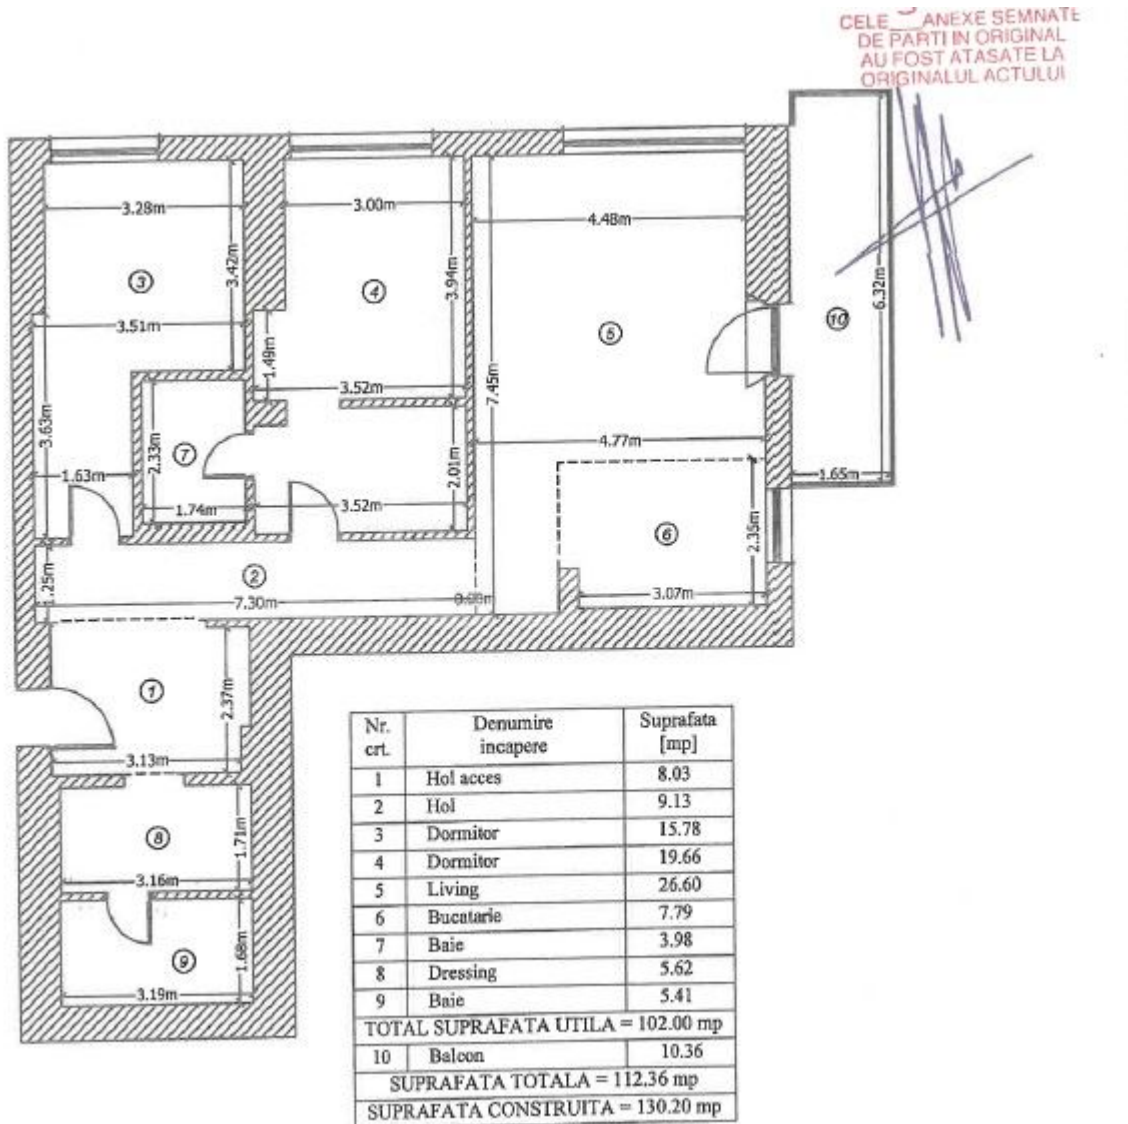 CELE ANEXE SEMNATE
DE PARTI IN ORIGINAL
AU FOST ATASATE LA
ORIGINALUL ACTULUI
3.28m
3.00m
4.48m
3.42m
3.94m
6.32m
3
4
5
10
3.51m
1.49m
3.52m
7.45m
3.63m
2.33m
7
2.01m
4.77m
1.63m
1.74m
3.52m
1.65m
6
2.35m
1.25m
2
7.30m
3.07m
1
2.37m
3.13m
8
1.71m
3.16m
9
1.68m
3.19m
Nr. crt. Denumire incapere Suprafata [mp]
1 Hol acces 8.03
2 Hol 9.13
3 Dormitor 15.78
4 Dormitor 19.66
5 Living 26.60
6 Bucatarie 7.79
7 Baie 3.98
8 Dressing 5.62
9 Baie 5.41
TOTAL SUPRAFATA UTILA = 102.00 mp
10 Balcon 10.36
SUPRAFATA TOTALA = 112.36 mp
SUPRAFATA CONSTRUITA = 130.20 mp